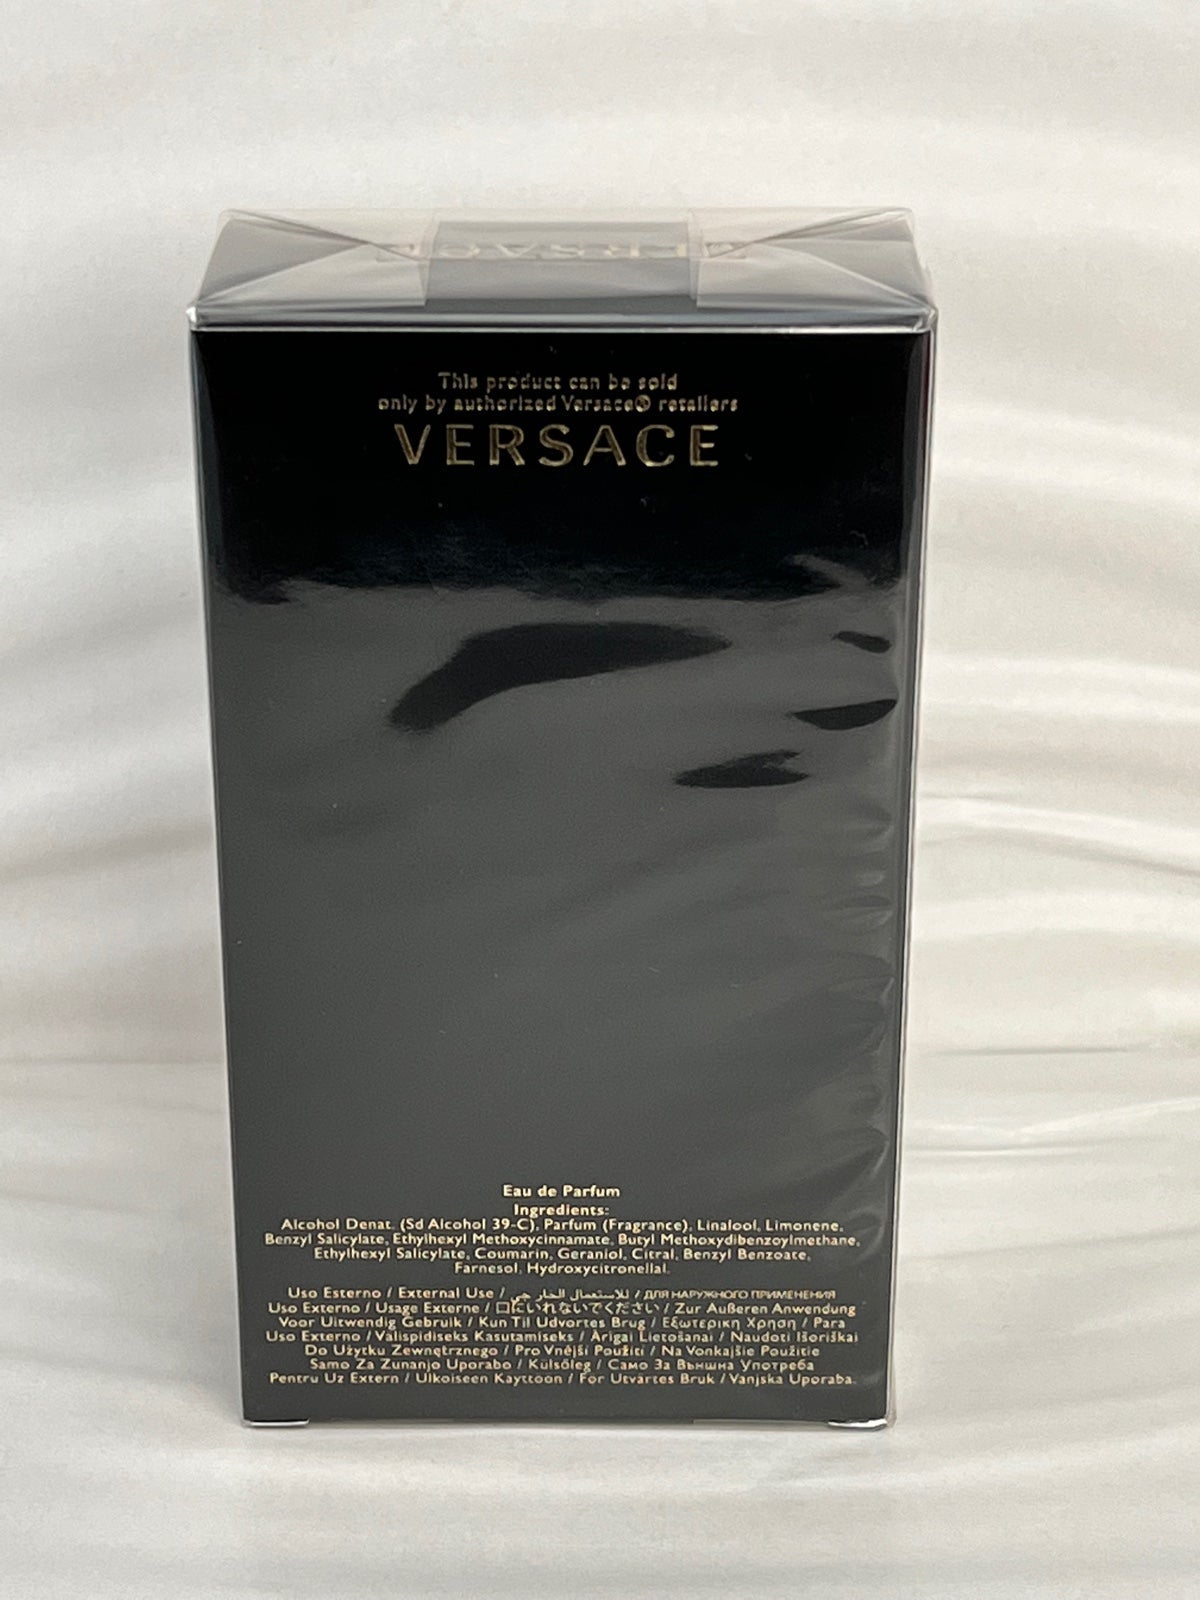 This product can be sold
only by authorized Versace® retailers
VERSACE
Eau de Parfum
Ingredients:
Alcohol Denat. (Sd Alcohol 39-C), Parfum (Fragrance), Linalool, Limonene,
Benzyl Salicylate, Ethylhexyl Methoxycinnamate, Butyl Methoxydibenzoylmethane,
Ethylhexyl Salicylate, Coumarin, Geraniol, Citral, Benzyl Benzoate,
Farnesol, Hydroxycitronellal.
Uso Esterno / External Use / للاستعمال الخارجي / ДЛЯ НАРУЖНОГО ПРИМЕНЕНИЯ
Uso Externo / Usage Externe / 口にいれないでください / Zur Außeren Anwendung
Voor Uitwendig Gebruik / Kun Til Udvortes Brug / Εξωτερικη Χρηση / Para
Uso Externo / Valispidiseks Kasutamiseks / Arīgai Lietošanai / Naudoti Išoriškai
Do Użytku Zewnętrznego / Pro Vnější Použití / Na Vonkajšie Použitie
Samo Za Zunanjo Uporabo / Külsőleg / Само За Външна Употреба
Pentru Uz Extern / Ulkoiseen Kayttoon / För Utvärtes Bruk / Vanjska Uporaba.